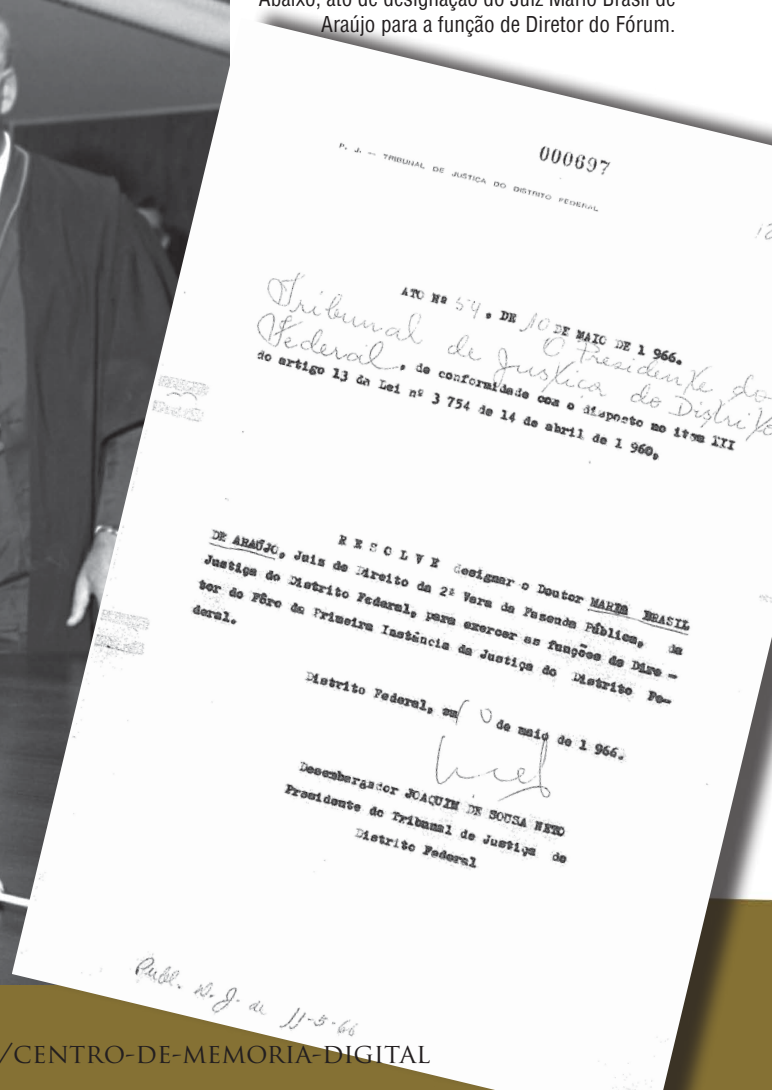 Abaixo, ato de designação do Juiz Mário Brasil de
Araújo para a função de Diretor do Fórum.
000697
P. J. — TRIBUNAL DE JUSTIÇA DO DISTRITO FEDERAL
ATO Nº 54, DE 10 DE MAIO DE 1 966.
O Presidente do
Tribunal de Justiça do Distrito
Federal, de conformidade com o disposto no item III
do artigo 13 da Lei nº 3 754 de 14 de abril de 1 960,
R E S O L V E designar o Doutor MARIO BRASIL
DE ARAÚJO, Juiz de Direito da 2ª Vara da Fazenda Pública, da
Justiça do Distrito Federal, para exercer as funções de Dire -
tor do Fôro da Primeira Instância da Justiça do Distrito Fe-
deral.
Distrito Federal, em 10 de maio de 1 966.
Desembargador JOAQUIM DE SOUSA NETO
Presidente do Tribunal de Justiça do
Distrito Federal
Publ. D. J. de 11-5-66
/CENTRO-DE-MEMORIA-DIGITAL